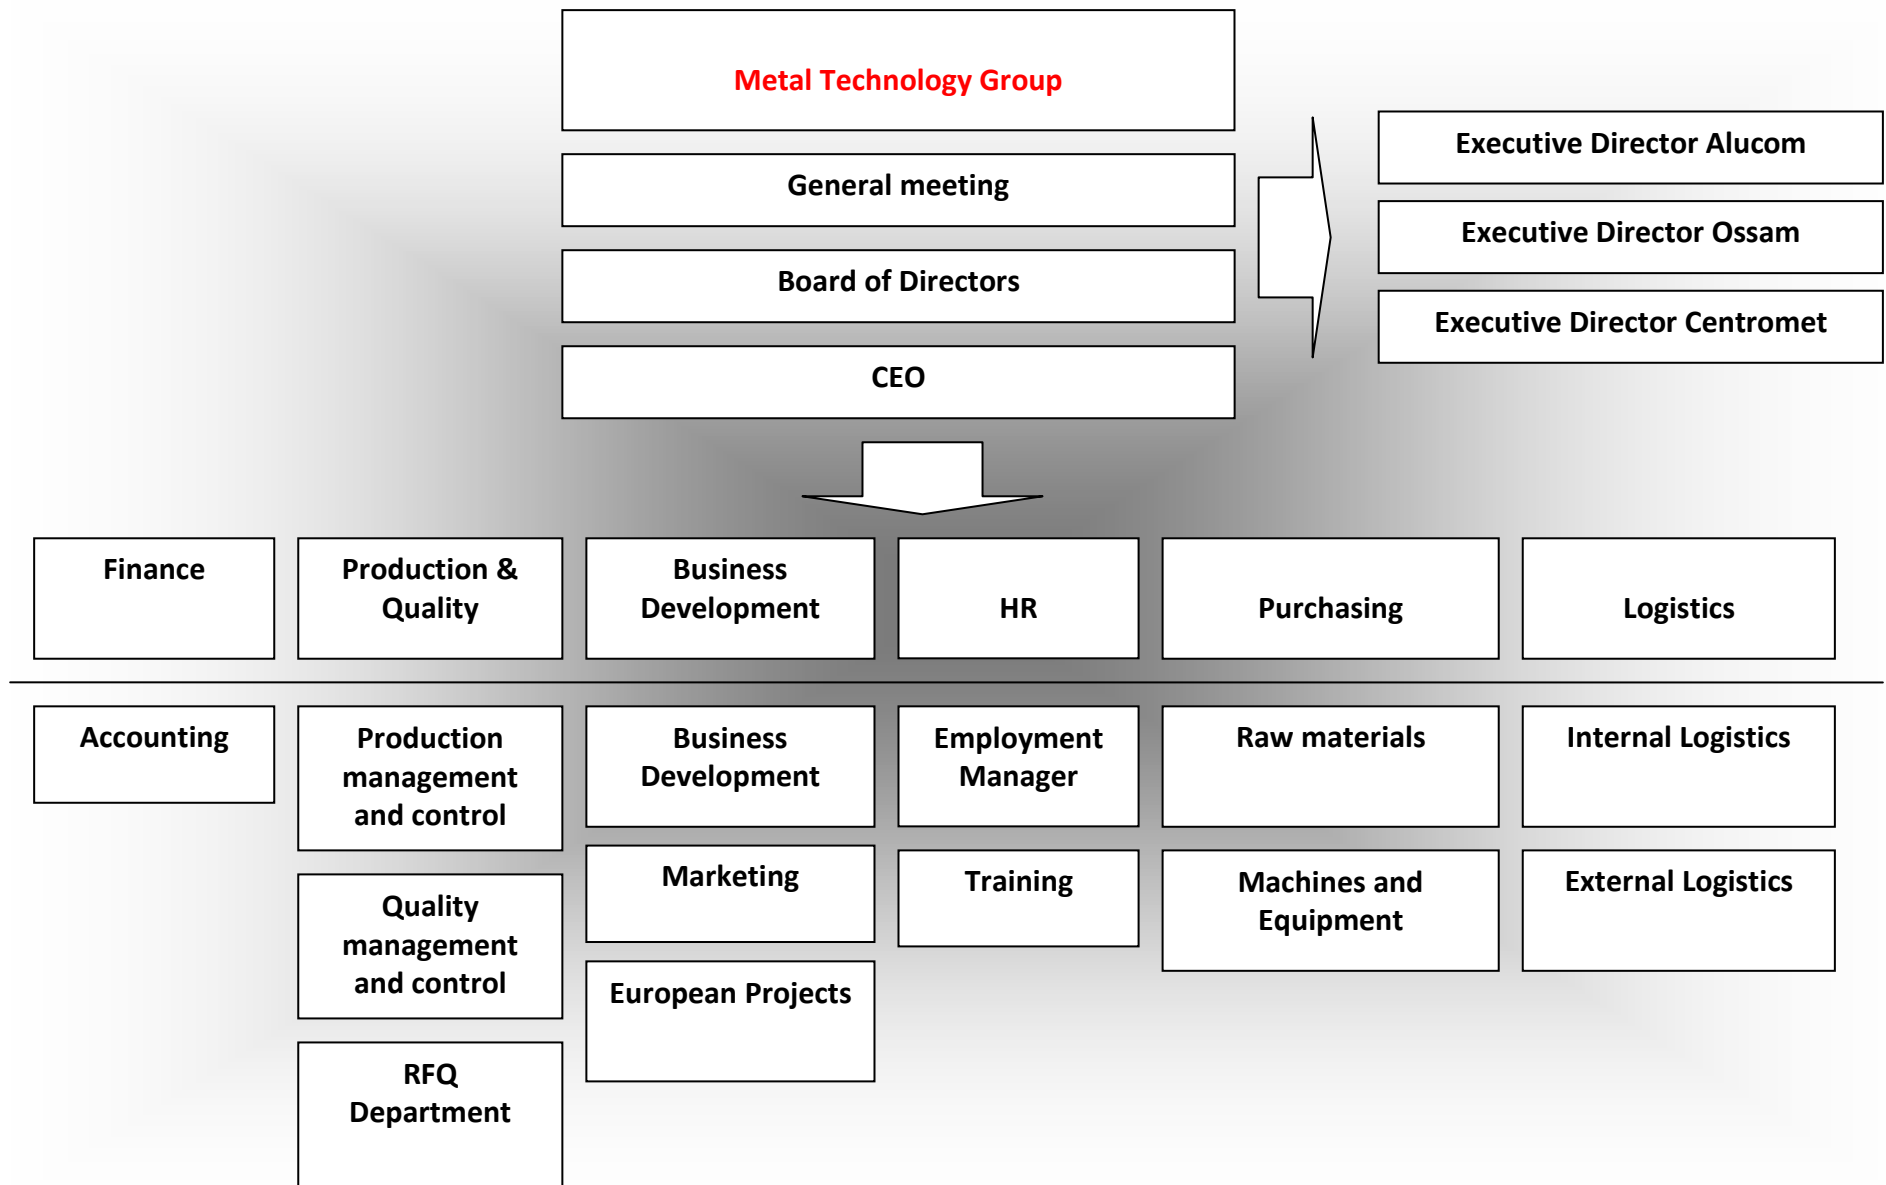 Metal Technology Group
General meeting
Board of Directors
CEO
Executive Director Alucom
Executive Director Ossam
Executive Director Centromet
Finance
Production &
Quality
Business
Development
HR
Purchasing
Logistics
Accounting
Production
management
and control
Quality
management
and control
RFQ
Department
Business
Development
Marketing
European Projects
Employment
Manager
Training
Raw materials
Machines and
Equipment
Internal Logistics
External Logistics